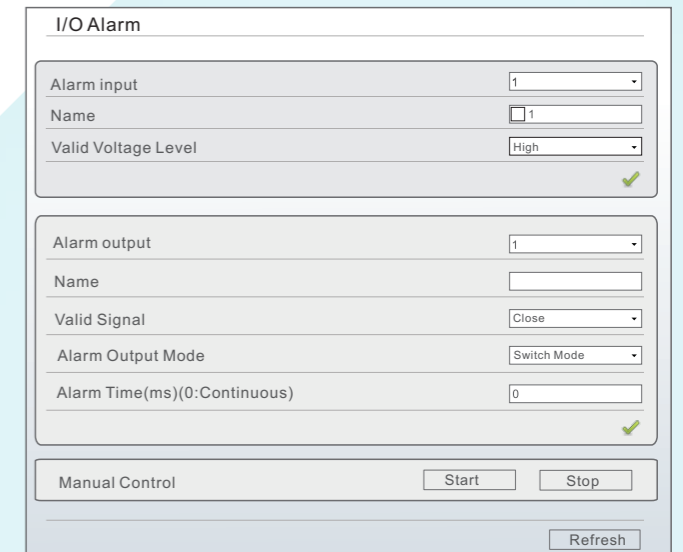 I/O Alarm
Alarm input 1
Name 1
Valid Voltage Level High
Alarm output 1
Name
Valid Signal Close
Alarm Output Mode Switch Mode
Alarm Time(ms)(0:Continuous) 0
Manual Control Start Stop
Refresh